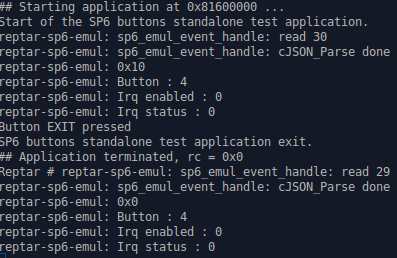 ## Starting application at 0x81600000 ...
Start of the SP6 buttons standalone test application.
reptar-sp6-emul: sp6_emul_event_handle: read 30
reptar-sp6-emul: sp6_emul_event_handle: cJSON_Parse done
reptar-sp6-emul: 0x10
reptar-sp6-emul: Button : 4
reptar-sp6-emul: Irq enabled : 0
reptar-sp6-emul: Irq status : 0
Button EXIT pressed
SP6 buttons standalone test application exit.
## Application terminated, rc = 0x0
Reptar # reptar-sp6-emul: sp6_emul_event_handle: read 29
reptar-sp6-emul: sp6_emul_event_handle: cJSON_Parse done
reptar-sp6-emul: 0x0
reptar-sp6-emul: Button : 4
reptar-sp6-emul: Irq enabled : 0
reptar-sp6-emul: Irq status : 0